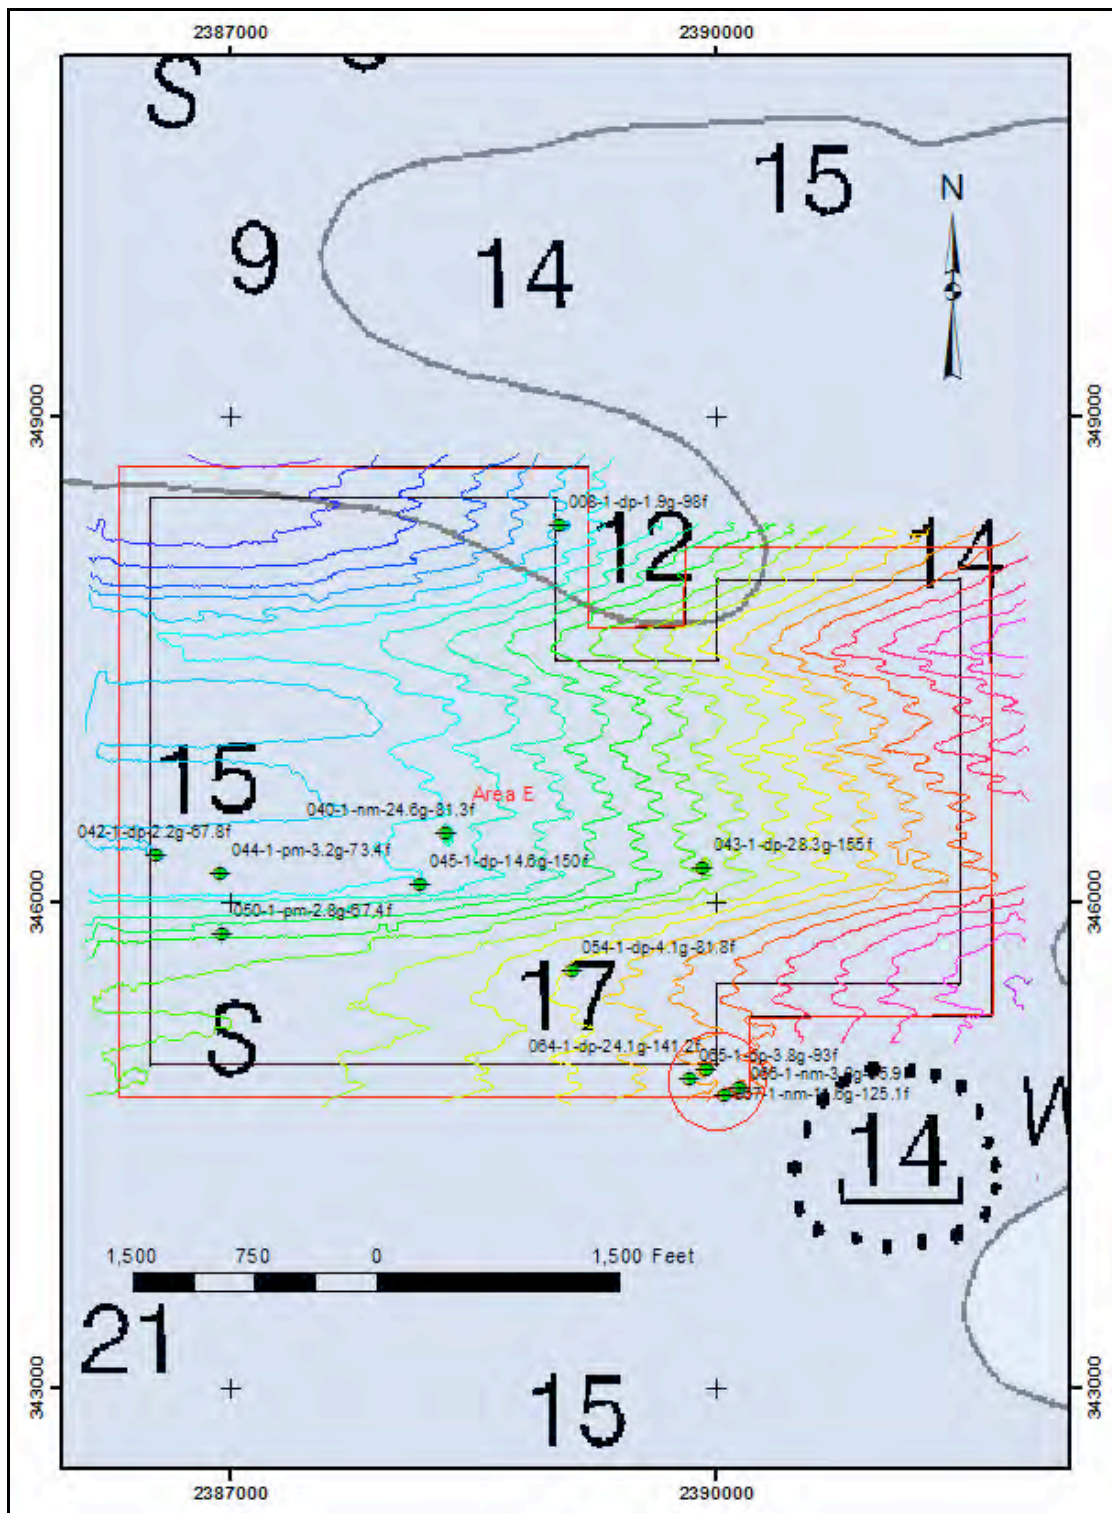 2387000 2390000
S
15
N
9
14
349000 349000
008-1-dp-1.9g-98f
12 14
15
Area E
040-1-nm-24.6g-81.3f
042-1-dp-2.2g-67.8f
044-1-pm-3.2g-73.4f
045-1-dp-14.6g-150f
043-1-dp-28.3g-155f
346000 346000
050-1-pm-2.8g-67.4f
054-1-dp-4.1g-81.8f
17
S
064-1-dp-24.1g-141.2f
065-1-dp-3.8g-93f
14
W
1,500 750 0 1,500 Feet
21
15
343000 343000
2387000 2390000